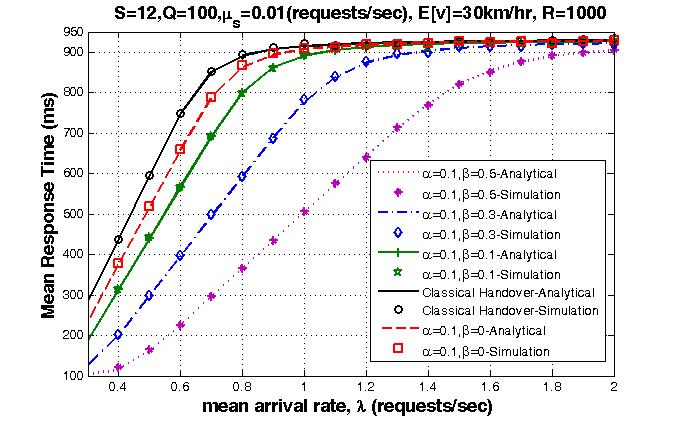 S=12,Q=100,μs=0.01(requests/sec), E[v]=30km/hr, R=1000
950
900
800
700
600
500
400
300
200
100
Mean Response Time (ms)
α=0.1,β=0.5-Analytical
α=0.1,β=0.5-Simulation
α=0.1,β=0.3-Analytical
α=0.1,β=0.3-Simulation
α=0.1,β=0.1-Analytical
α=0.1,β=0.1-Simulation
Classical Handover-Analytical
Classical Handover-Simulation
α=0.1,β=0-Analytical
α=0.1,β=0-Simulation
0.4 0.6 0.8 1 1.2 1.4 1.6 1.8 2
mean arrival rate, λ (requests/sec)